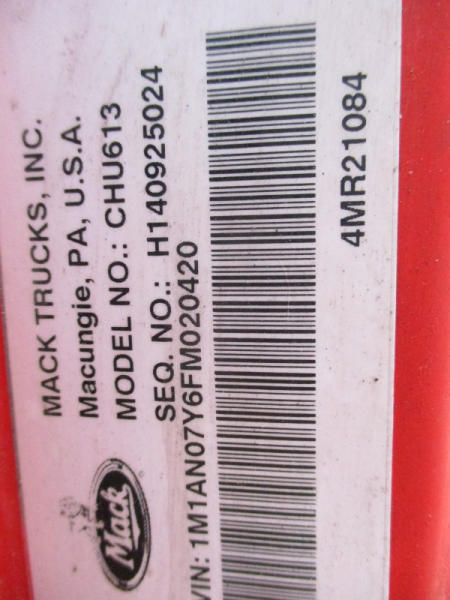 MACK TRUCKS, INC.
Macungie, PA, U.S.A.
MODEL NO.: CHU613
SEQ. NO.: H140925024
VIN: 1M1AN07Y6FM020420
4MR21084
Mack